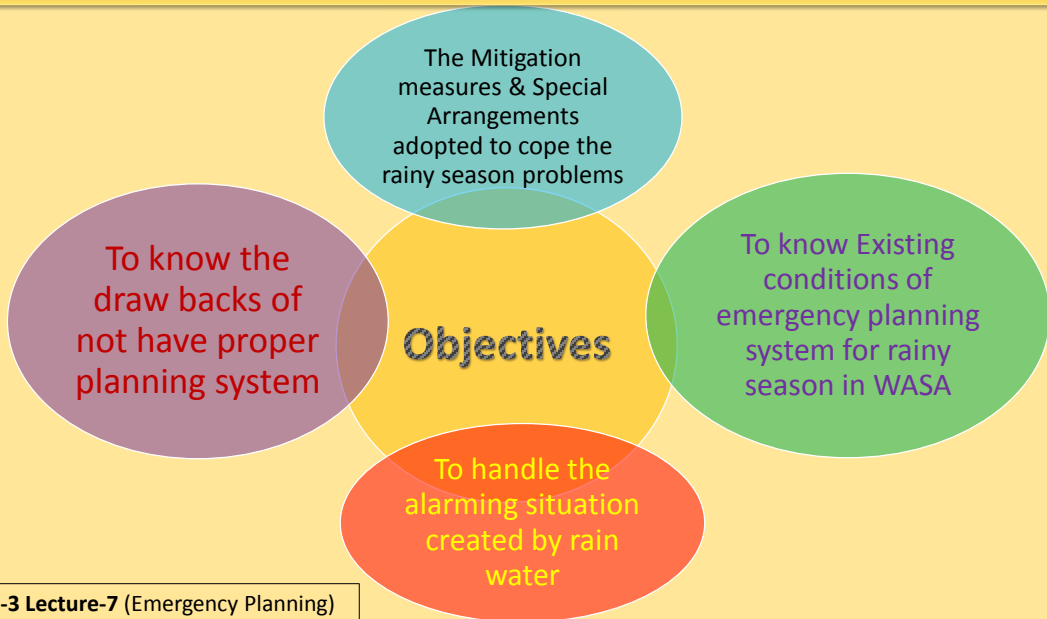 The Mitigation
measures & Special
Arrangements
adopted to cope the
rainy season problems
To know the
draw backs of
not have proper
planning system
Objectives
To know Existing
conditions of
emergency planning
system for rainy
season in WASA
To handle the
alarming situation
created by rain
water
-3 Lecture-7 (Emergency Planning)